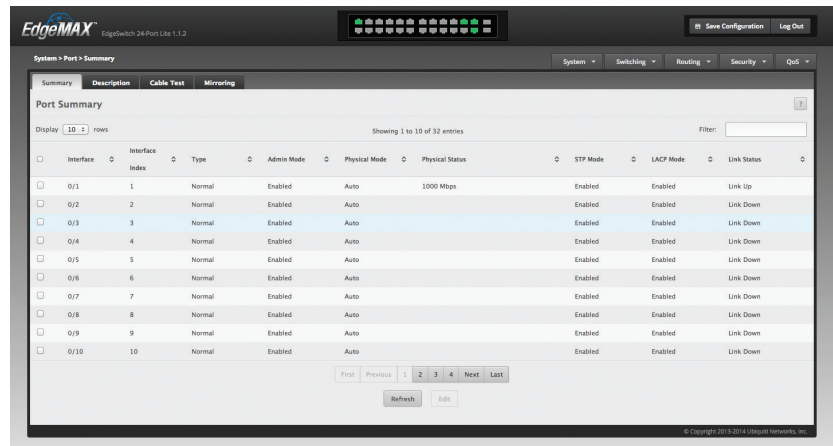 EdgeMAX™ EdgeSwitch 24-Port Lite 1.1.2
Save Configuration Log Out
System > Port > Summary
System Switching Routing Security QoS
Summary Description Cable Test Mirroring
Port Summary ?
Display 10 rows Showing 1 to 10 of 32 entries Filter:
Interface Interface Index Type Admin Mode Physical Mode Physical Status STP Mode LACP Mode Link Status
0/1 1 Normal Enabled Auto 1000 Mbps Enabled Enabled Link Up
0/2 2 Normal Enabled Auto Enabled Enabled Link Down
0/3 3 Normal Enabled Auto Enabled Enabled Link Down
0/4 4 Normal Enabled Auto Enabled Enabled Link Down
0/5 5 Normal Enabled Auto Enabled Enabled Link Down
0/6 6 Normal Enabled Auto Enabled Enabled Link Down
0/7 7 Normal Enabled Auto Enabled Enabled Link Down
0/8 8 Normal Enabled Auto Enabled Enabled Link Down
0/9 9 Normal Enabled Auto Enabled Enabled Link Down
0/10 10 Normal Enabled Auto Enabled Enabled Link Down
First Previous 1 2 3 4 Next Last
Refresh Edit
© Copyright 2013-2014 Ubiquiti Networks, Inc.